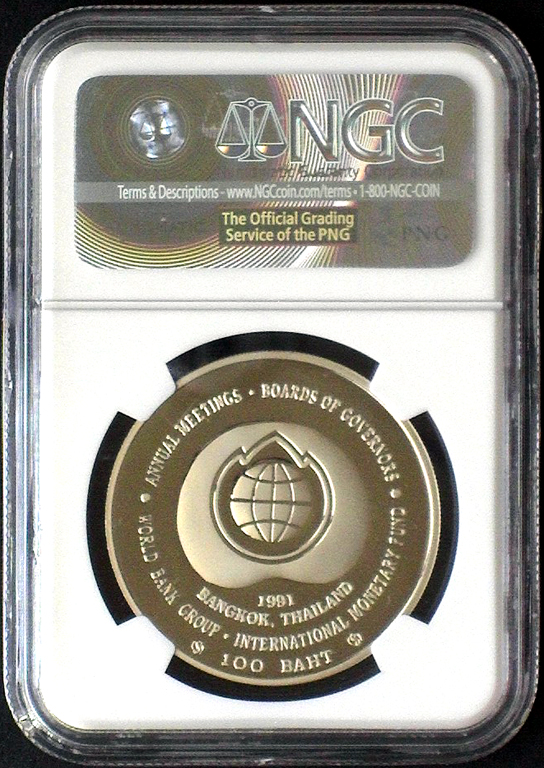 NGC
Terms & Descriptions - www.NGCcoin.com/terms • 1-800-NGC-COIN
The Official Grading
Service of the PNG
PNG
• ANNUAL MEETINGS • BOARDS OF GOVERNORS •
WORLD BANK GROUP • INTERNATIONAL MONETARY FUND
1991
BANGKOK, THAILAND
100 BAHT